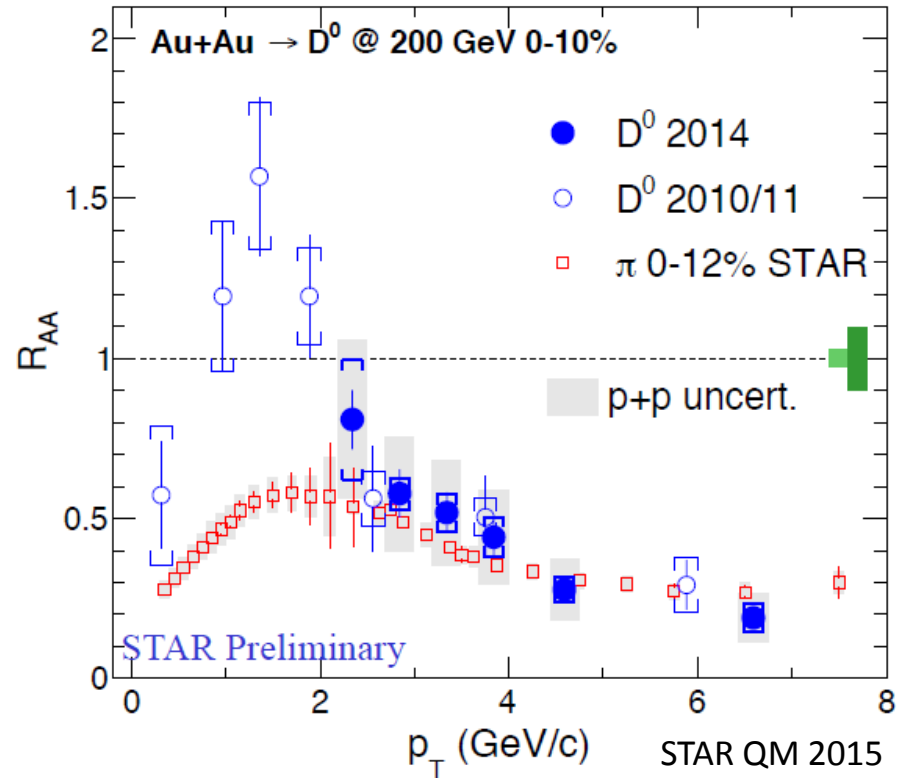 Au+Au → D⁰ @ 200 GeV 0-10%
D⁰ 2014
D⁰ 2010/11
π 0-12% STAR
p+p uncert.
STAR Preliminary
R_AA
2
1.5
1
0.5
0
0 2 4 6 8
p_T (GeV/c)
STAR QM 2015